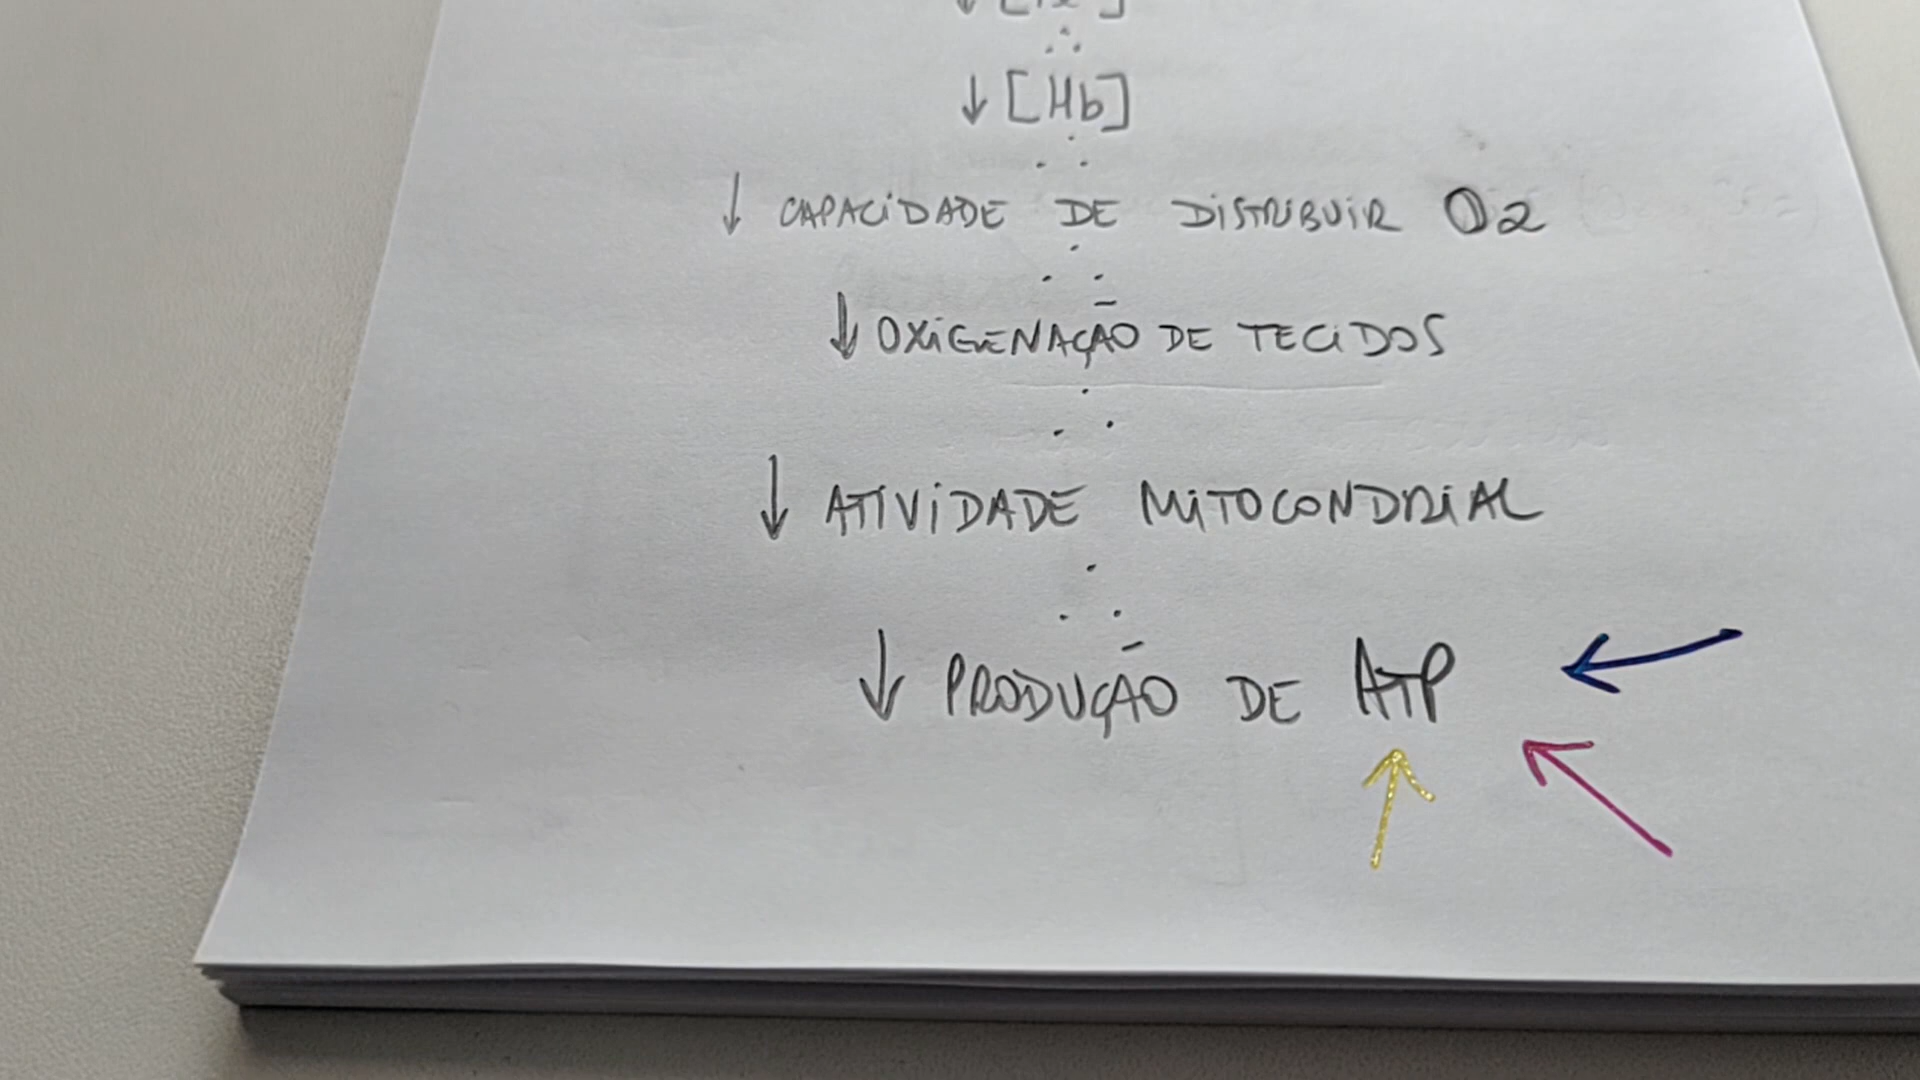 ∴
↓ [Hb]
∴
↓ CAPACIDADE DE DISTRIBUIR O2
∴
↓ OXIGENAÇÃO DE TECIDOS
∴
↓ ATIVIDADE MITOCONDRIAL
∴
↓ PRODUÇÃO DE ATP